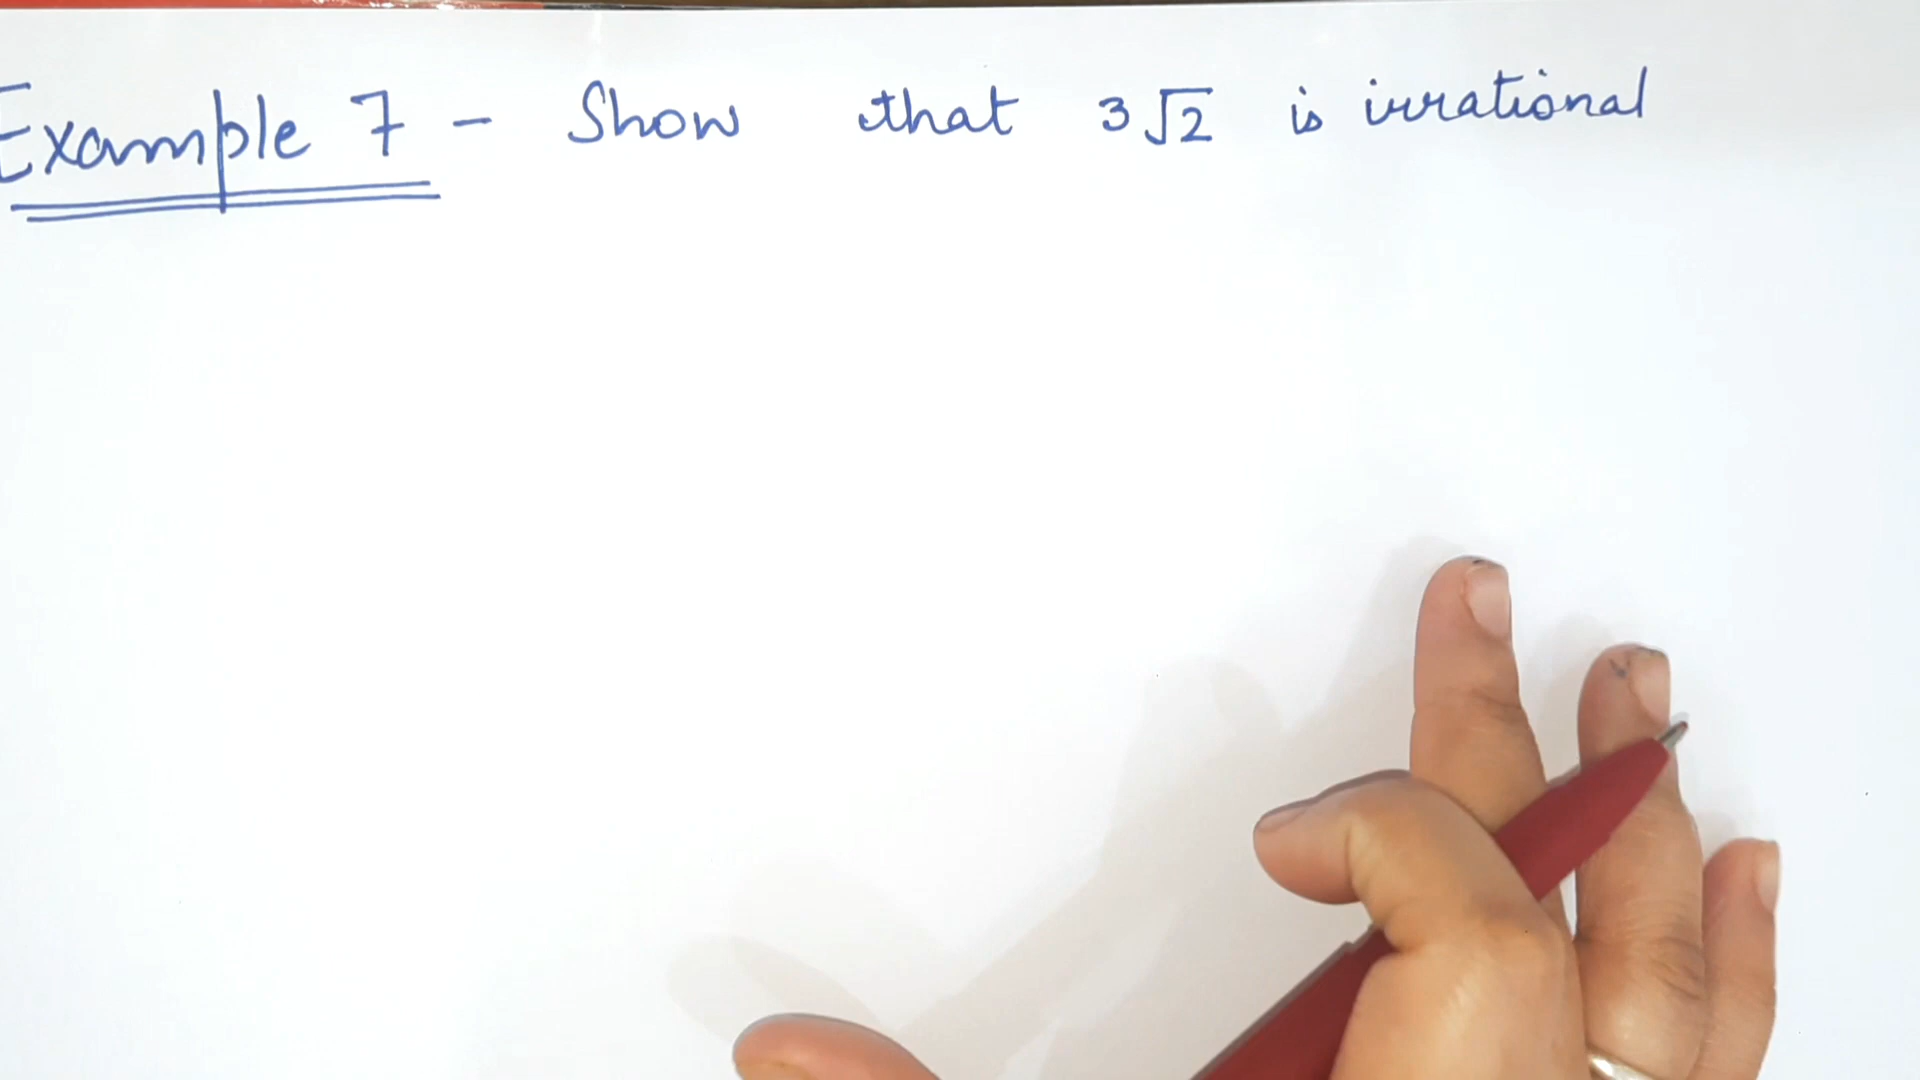 Example 7 - Show that 3√2 is irrational